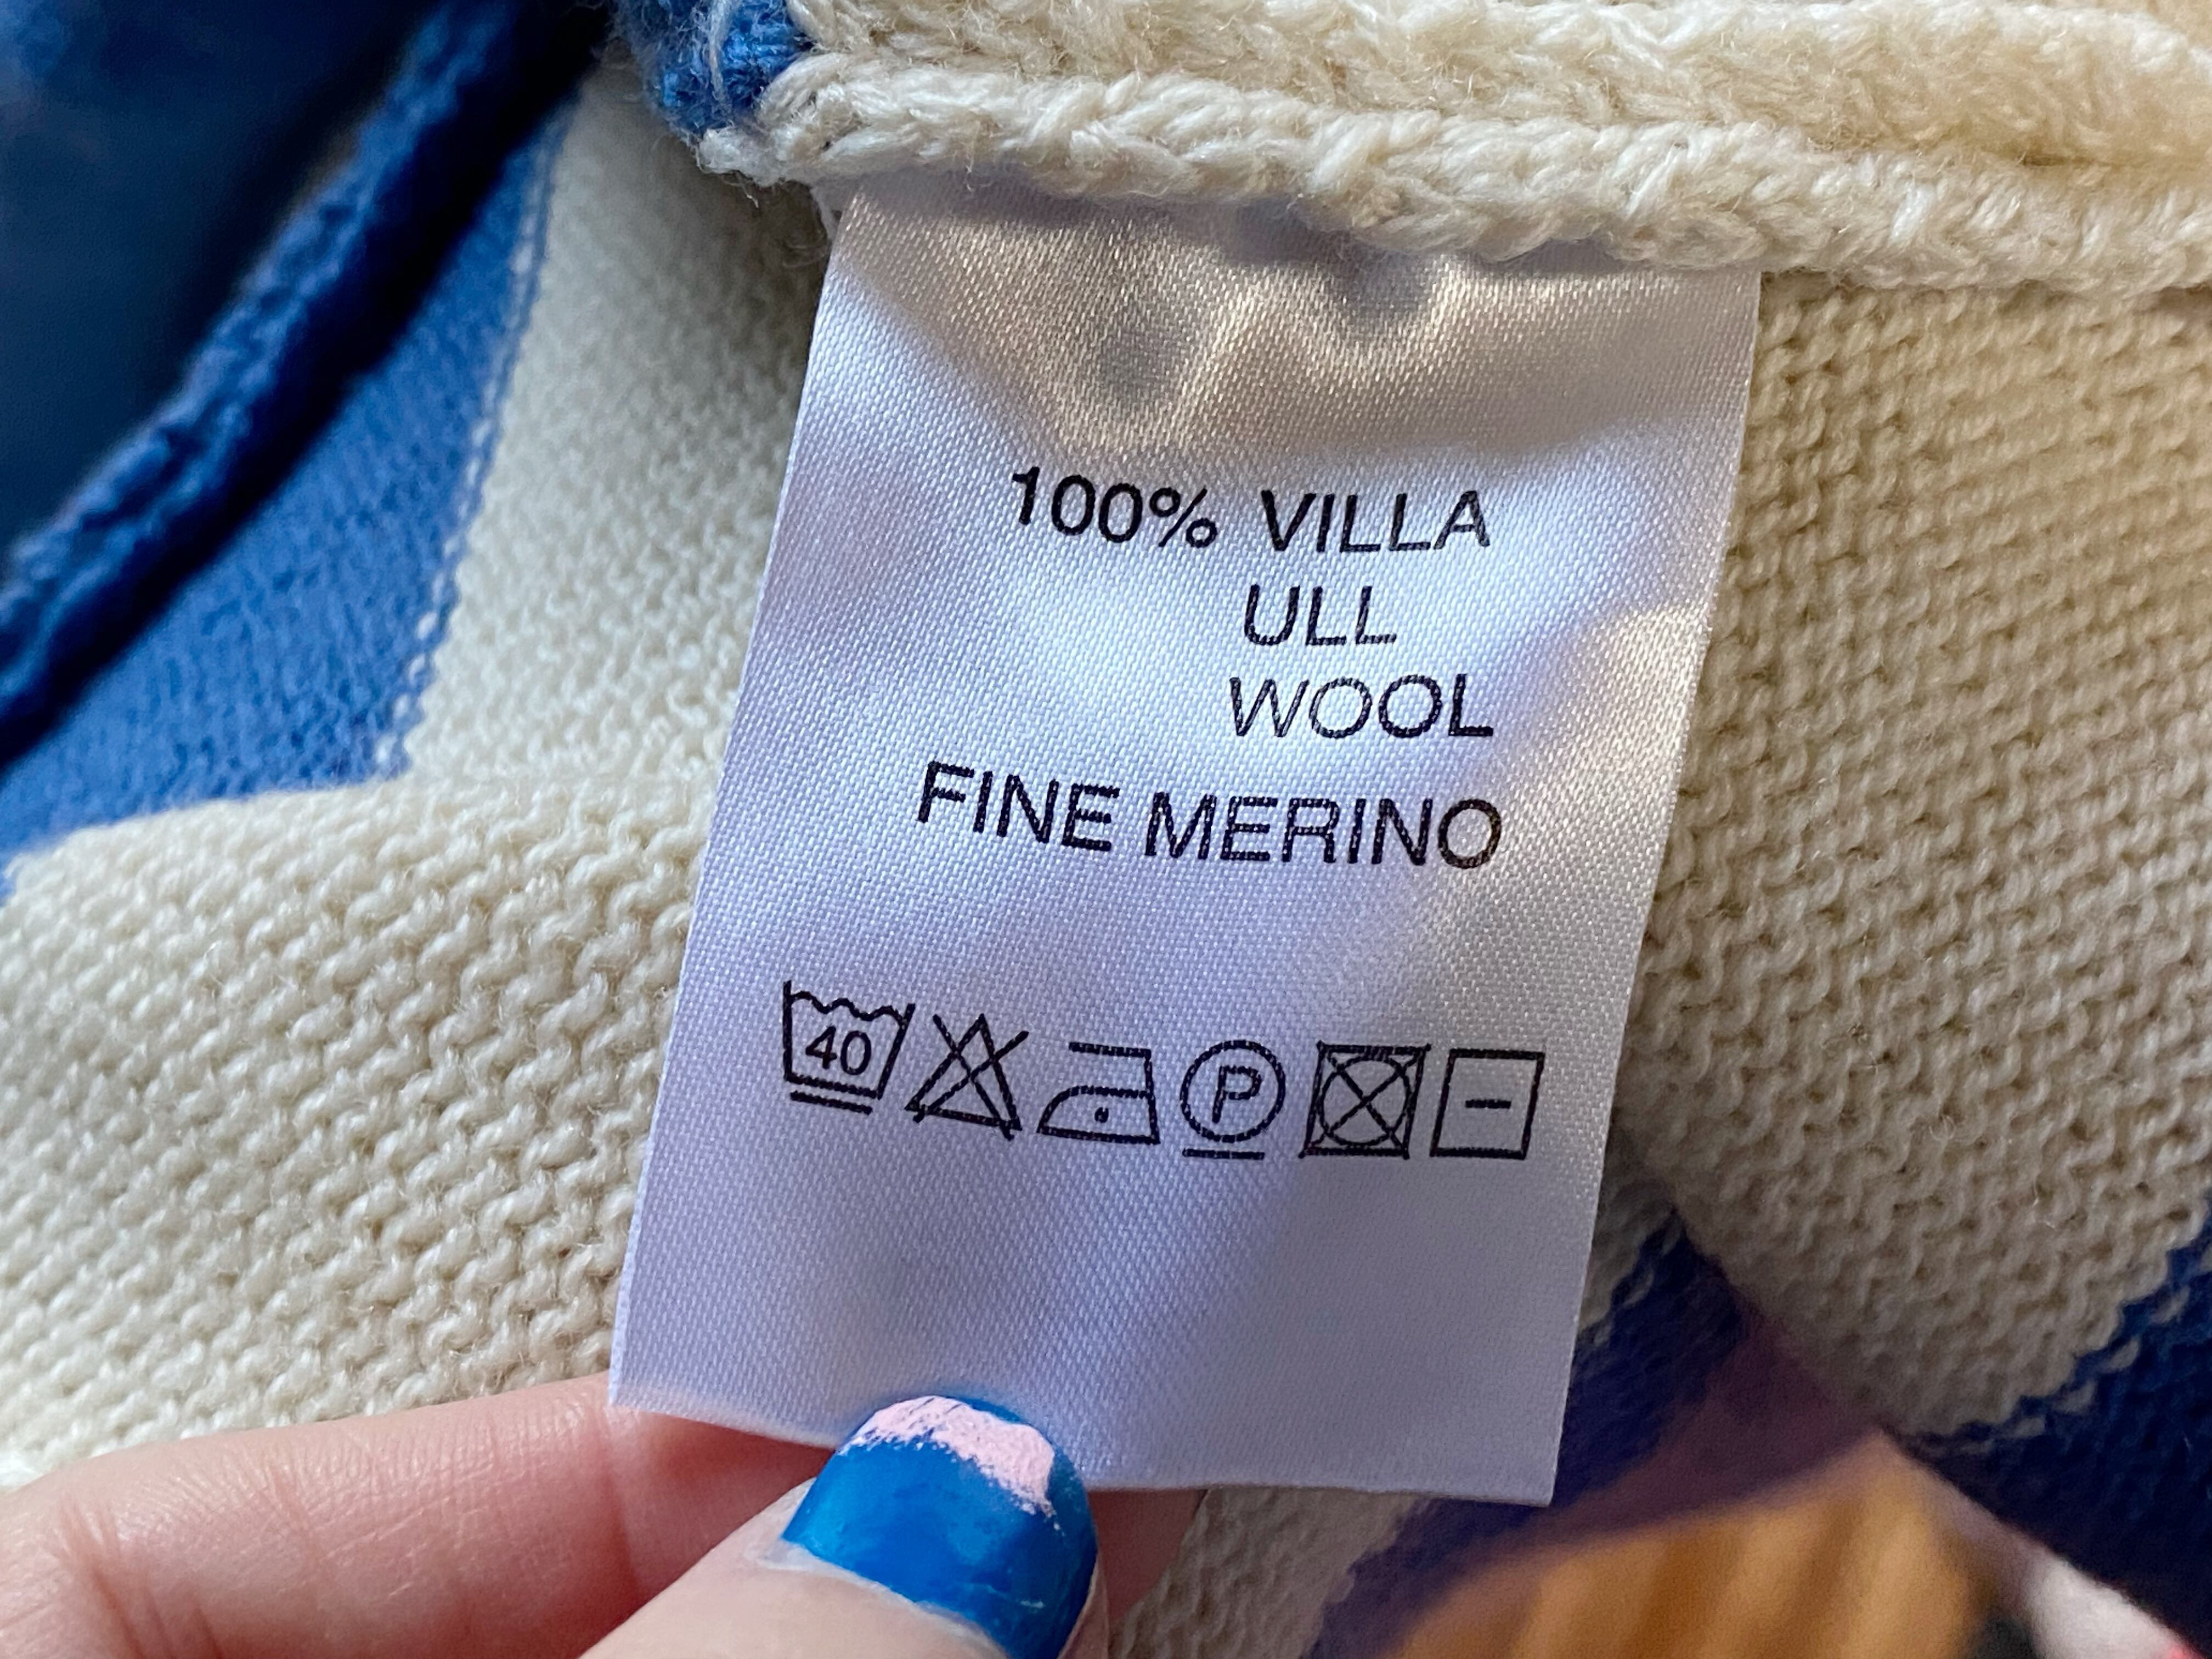 100% VILLA
ULL
WOOL
FINE MERINO
40 P